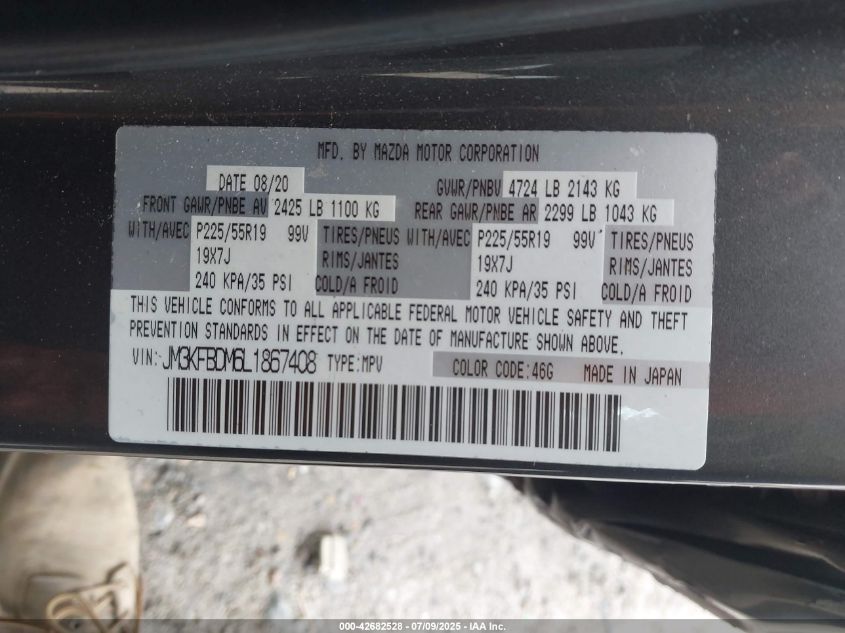 MFD. BY MAZDA MOTOR CORPORATION
DATE 08/20 GVWR/PNBV 4724 LB 2143 KG
FRONT GAWR/PNBE AV 2425 LB 1100 KG REAR GAWR/PNBE AR 2299 LB 1043 KG
WITH/AVEC P225/55R19 99V TIRES/PNEUS WITH/AVEC P225/55R19 99V TIRES/PNEUS
19X7J RIMS/JANTES 19X7J RIMS/JANTES
240 KPA/35 PSI COLD/A FROID 240 KPA/35 PSI COLD/A FROID
THIS VEHICLE CONFORMS TO ALL APPLICABLE FEDERAL MOTOR VEHICLE SAFETY AND THEFT
PREVENTION STANDARDS IN EFFECT ON THE DATE OF MANUFACTURE SHOWN ABOVE.
VIN: JM3KFBDM6L1867408 TYPE:MPV COLOR CODE:46G MADE IN JAPAN
000-42682528 - 07/09/2025 - IAA Inc.